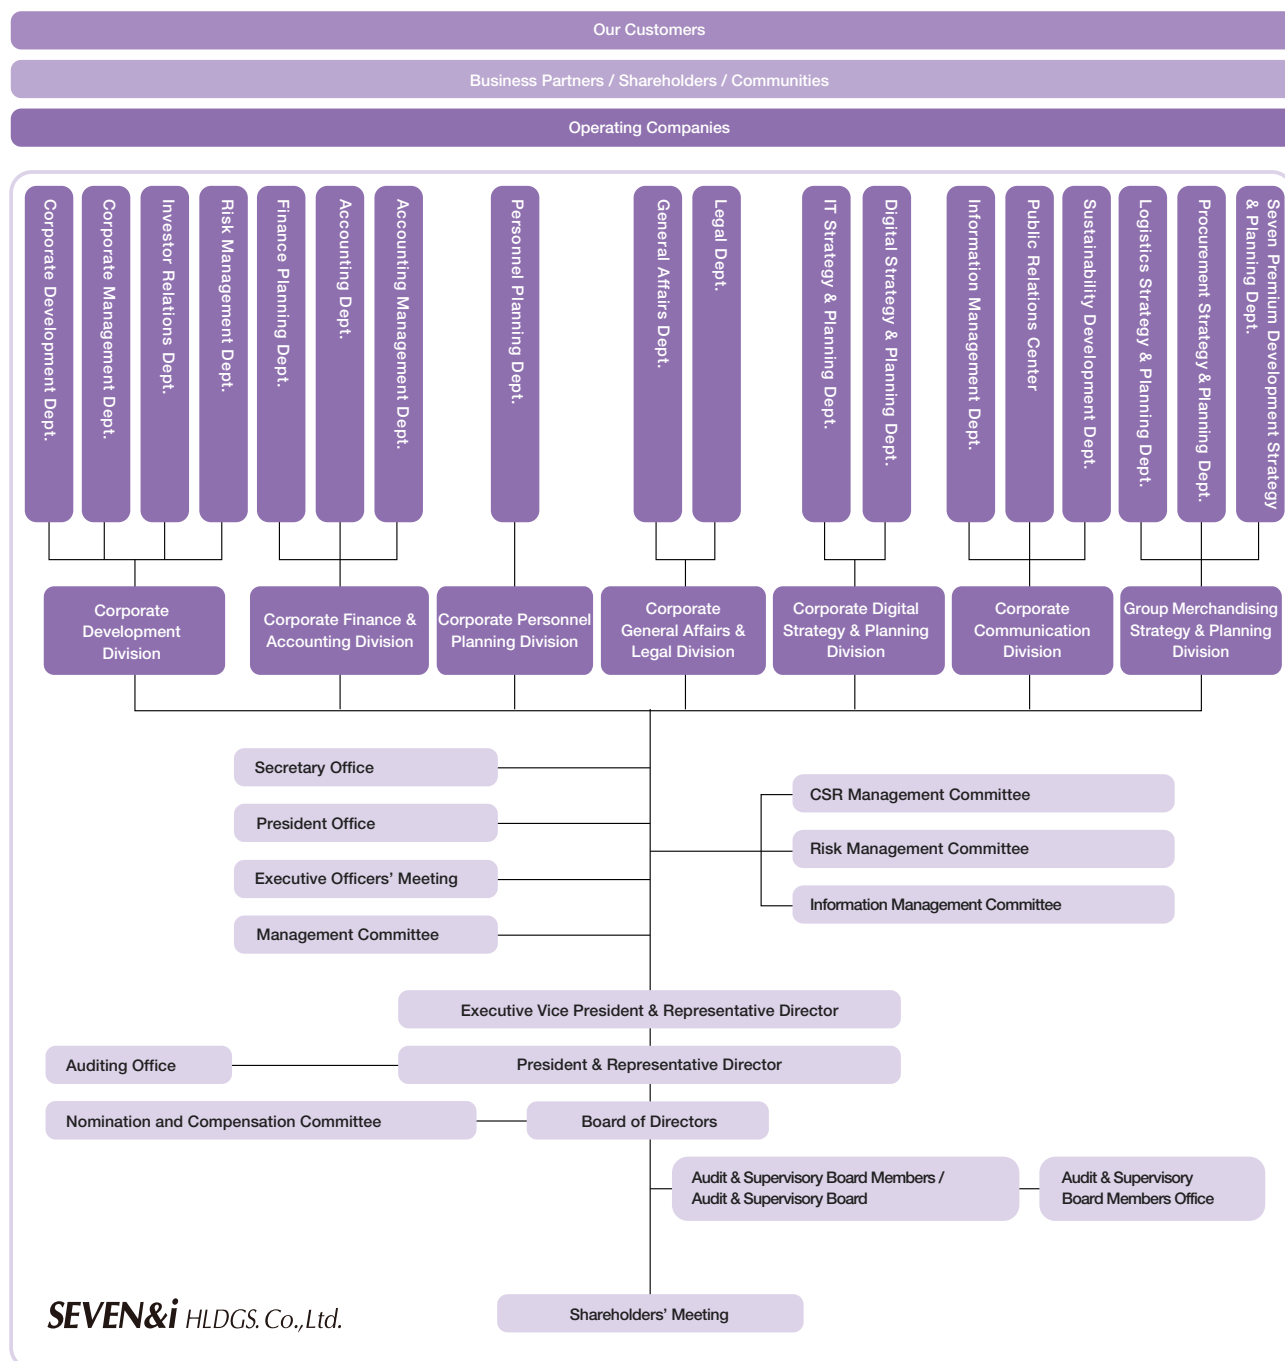 Our Customers
Business Partners / Shareholders / Communities
Operating Companies
Corporate Development Dept.
Corporate Management Dept.
Investor Relations Dept.
Risk Management Dept.
Finance Planning Dept.
Accounting Dept.
Accounting Management Dept.
Personnel Planning Dept.
General Affairs Dept.
Legal Dept.
IT Strategy & Planning Dept.
Digital Strategy & Planning Dept.
Information Management Dept.
Public Relations Center
Sustainability Development Dept.
Logistics Strategy & Planning Dept.
Procurement Strategy & Planning Dept.
Seven Premium Development Strategy
& Planning Dept.
Corporate
Development
Division
Corporate Finance &
Accounting Division
Corporate Personnel
Planning Division
Corporate
General Affairs &
Legal Division
Corporate Digital
Strategy & Planning
Division
Corporate
Communication
Division
Group Merchandising
Strategy & Planning
Division
Secretary Office
President Office
Executive Officers’ Meeting
Management Committee
CSR Management Committee
Risk Management Committee
Information Management Committee
Executive Vice President & Representative Director
Auditing Office
President & Representative Director
Nomination and Compensation Committee
Board of Directors
Audit & Supervisory Board Members /
Audit & Supervisory Board
Audit & Supervisory
Board Members Office
Shareholders’ Meeting
SEVEN&i HLDGS. Co.,Ltd.